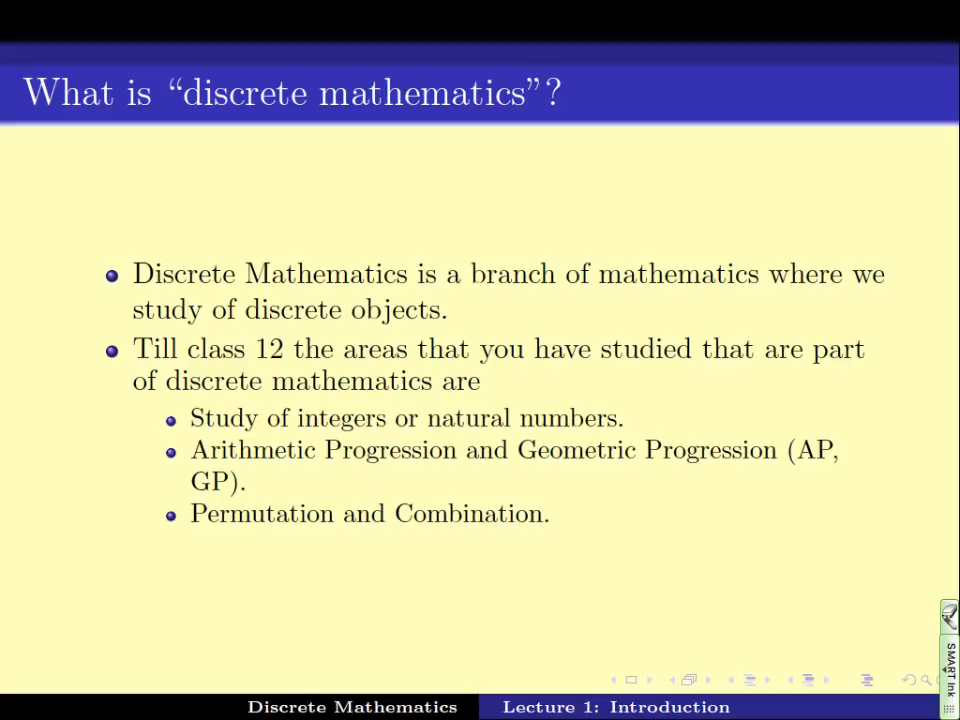 What is “discrete mathematics”?
Discrete Mathematics is a branch of mathematics where we
study of discrete objects.
Till class 12 the areas that you have studied that are part
of discrete mathematics are
Study of integers or natural numbers.
Arithmetic Progression and Geometric Progression (AP,
GP).
Permutation and Combination.
SMART Ink
Discrete Mathematics
Lecture 1: Introduction